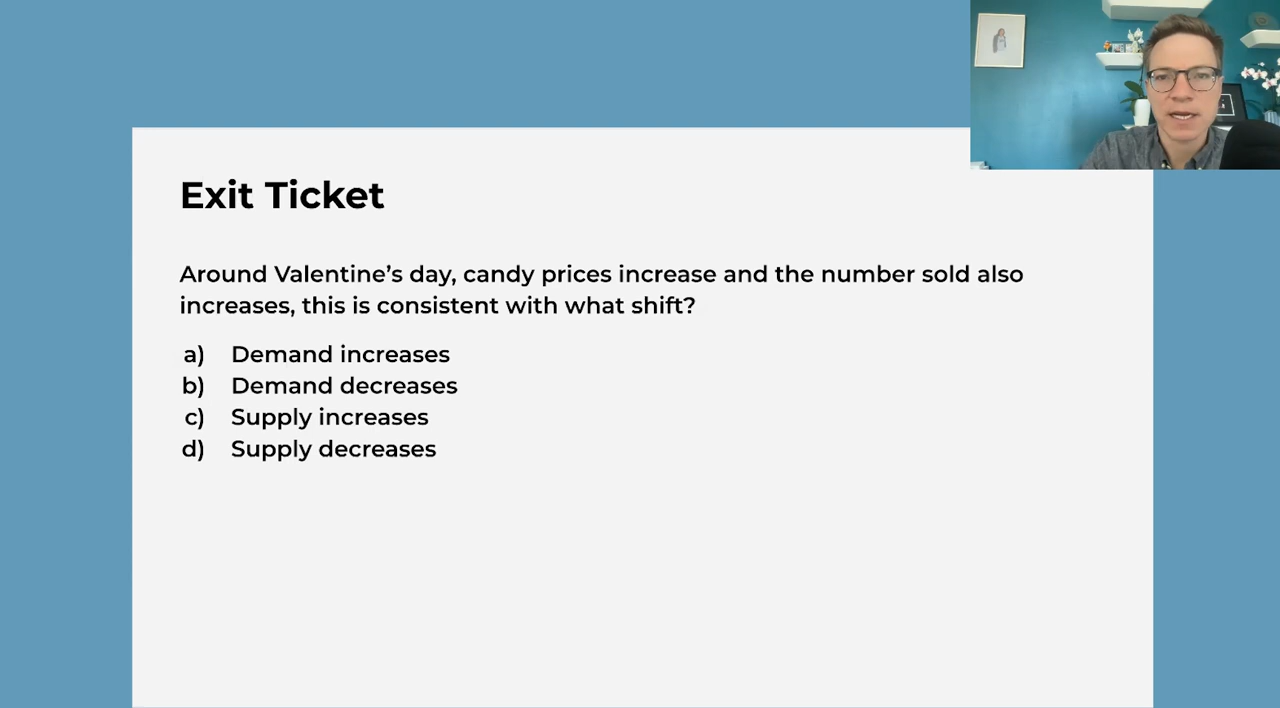 Exit Ticket
Around Valentine’s day, candy prices increase and the number sold also
increases, this is consistent with what shift?
a) Demand increases
b) Demand decreases
c) Supply increases
d) Supply decreases